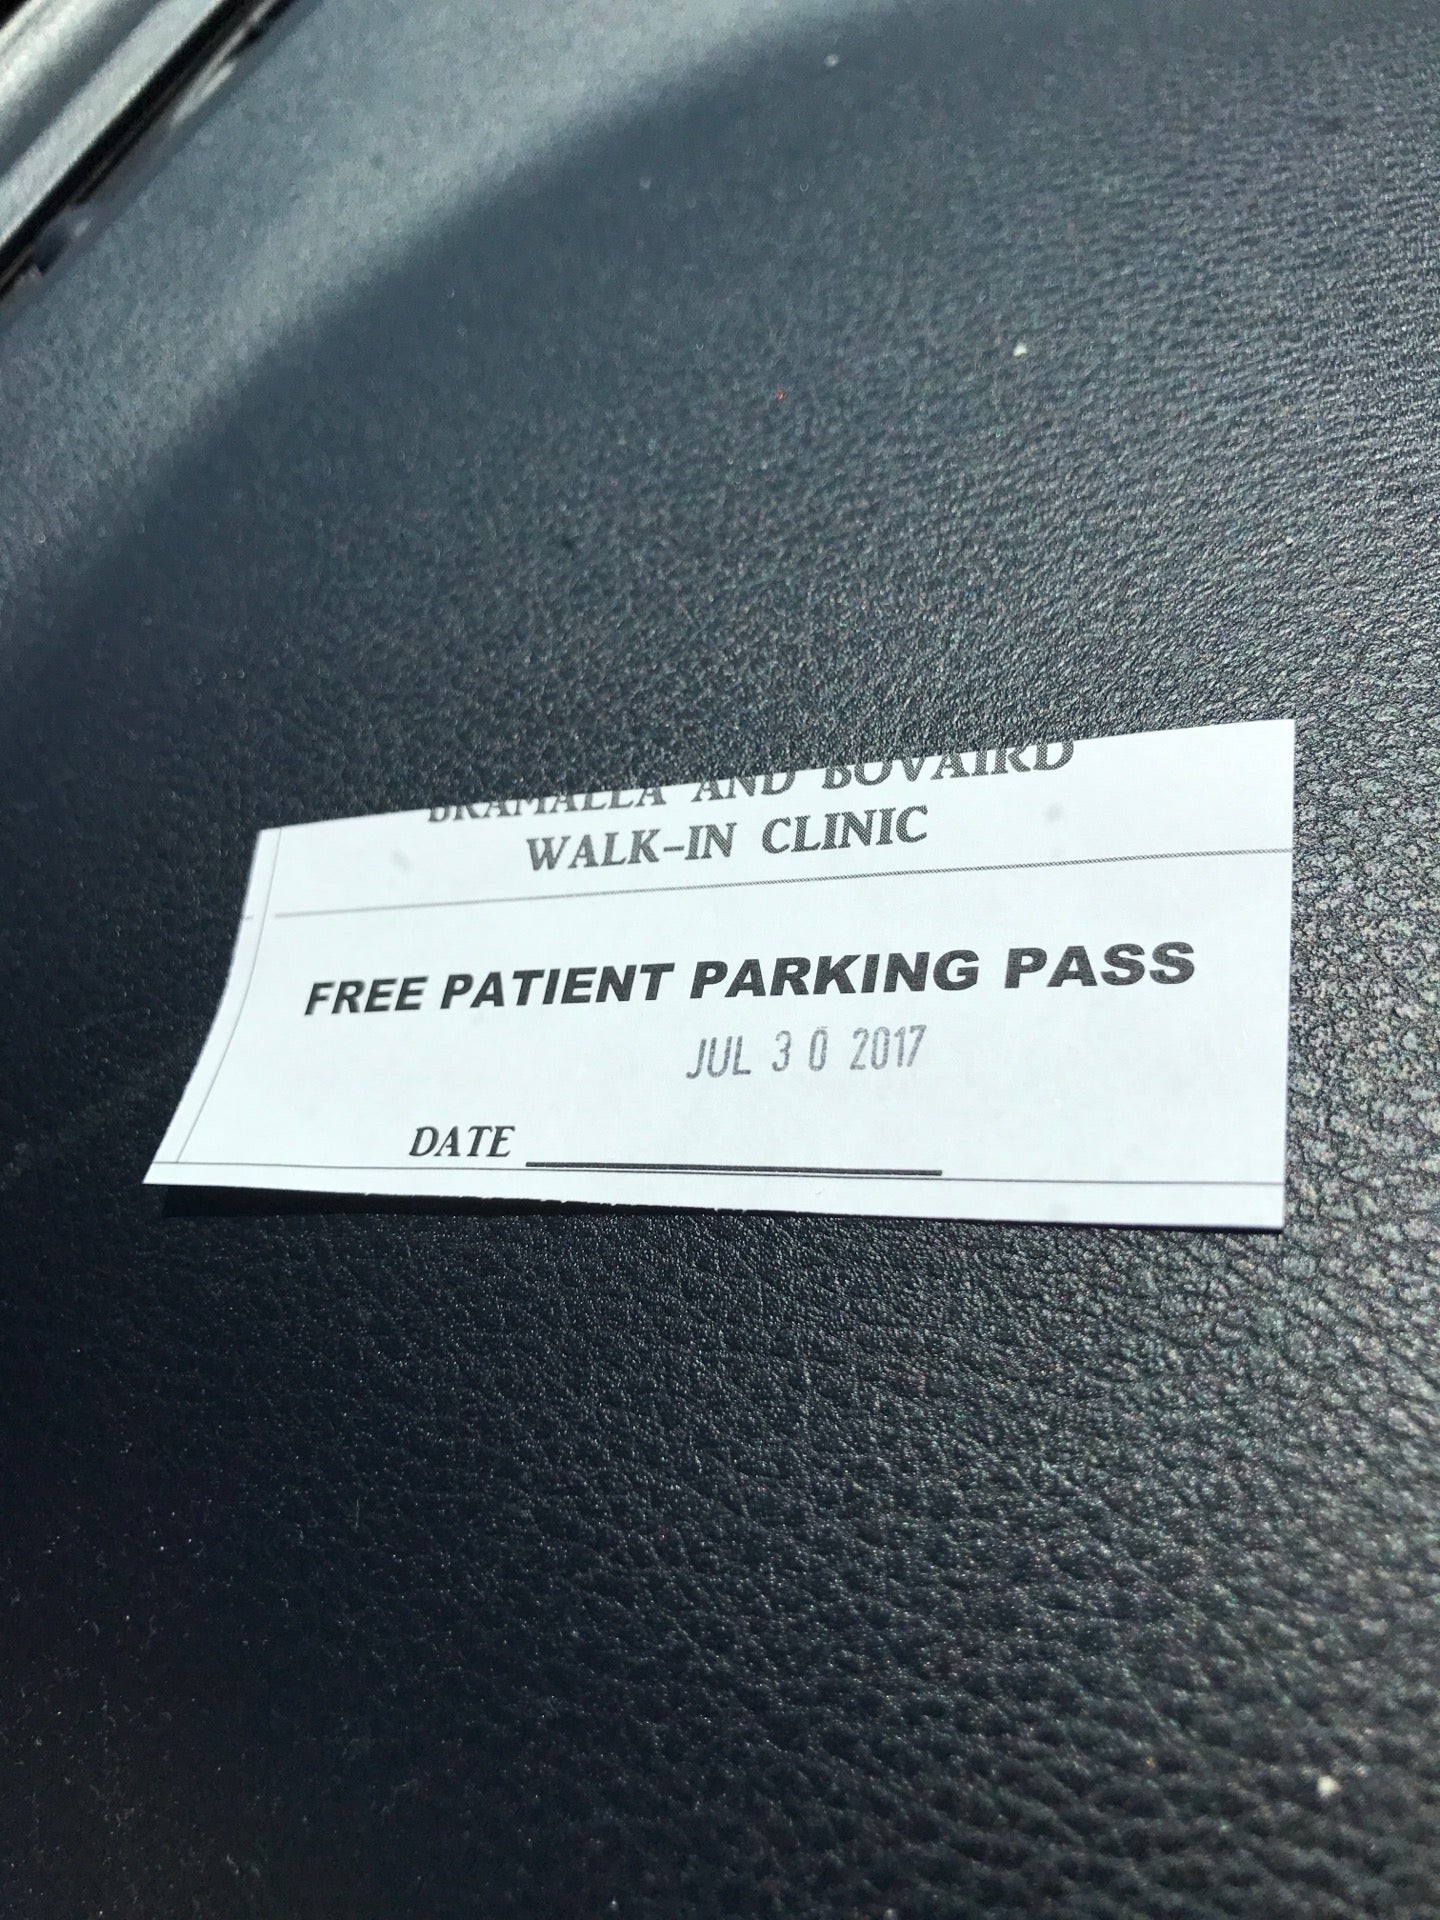 BRAMALEA AND BOVAIRD
WALK-IN CLINIC
FREE PATIENT PARKING PASS
JUL 30 2017
DATE